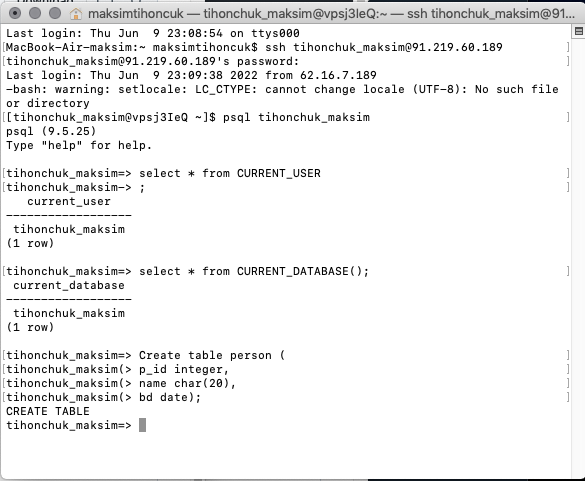 maksimtihoncuk — tihonchuk_maksim@vpsj3IeQ:~ — ssh tihonchuk_maksim@91...
Last login: Thu Jun  9 23:08:54 on ttys000
[MacBook-Air-maksim:~ maksimtihoncuk$ ssh tihonchuk_maksim@91.219.60.189 ]
[tihonchuk_maksim@91.219.60.189's password: ]
Last login: Thu Jun  9 23:09:38 2022 from 62.16.7.189
-bash: warning: setlocale: LC_CTYPE: cannot change locale (UTF-8): No such file
or directory
[[tihonchuk_maksim@vpsj3IeQ ~]$ psql tihonchuk_maksim ]
psql (9.5.25)
Type "help" for help.
[tihonchuk_maksim=> select * from CURRENT_USER ]
[tihonchuk_maksim-> ; ]
current_user
------------------
tihonchuk_maksim
(1 row)
[tihonchuk_maksim=> select * from CURRENT_DATABASE(); ]
current_database
------------------
tihonchuk_maksim
(1 row)
[tihonchuk_maksim=> Create table person ( ]
[tihonchuk_maksim(> p_id integer, ]
[tihonchuk_maksim(> name char(20), ]
[tihonchuk_maksim(> bd date); ]
CREATE TABLE
tihonchuk_maksim=>